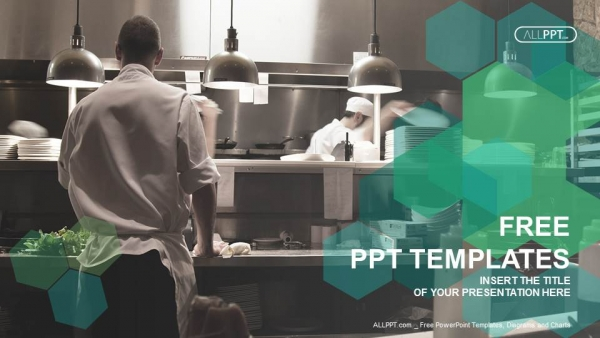 ALLPPT.com
FREE
PPT TEMPLATES
INSERT THE TITLE
OF YOUR PRESENTATION HERE
ALLPPT.com _ Free PowerPoint Templates, Diagrams and Charts